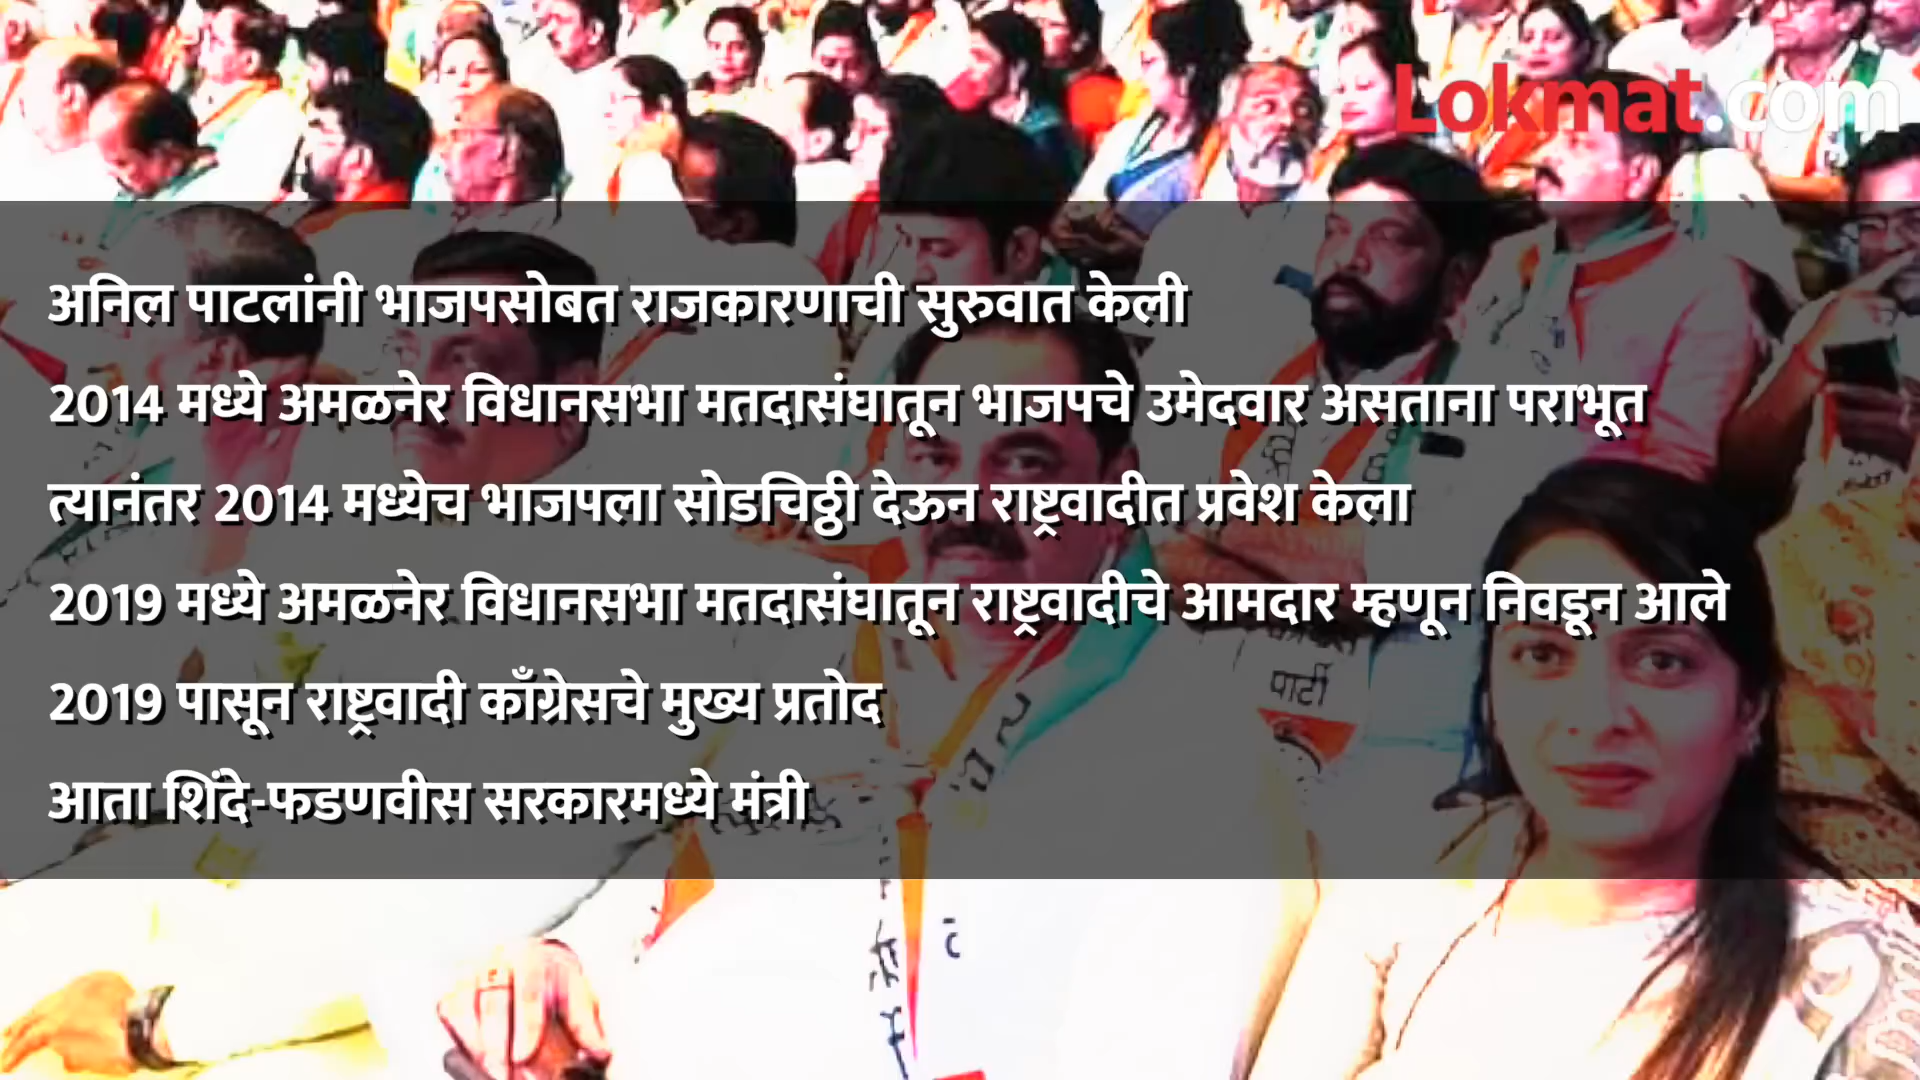 Lokmat.com
अनिल पाटलांनी भाजपसोबत राजकारणाची सुरुवात केली
2014 मध्ये अमळनेर विधानसभा मतदासंघातून भाजपचे उमेदवार असताना पराभूत
त्यानंतर 2014 मध्येच भाजपला सोडचिठ्ठी देऊन राष्ट्रवादीत प्रवेश केला
2019 मध्ये अमळनेर विधानसभा मतदासंघातून राष्ट्रवादीचे आमदार म्हणून निवडून आले
पार्टी
2019 पासून राष्ट्रवादी काँग्रेसचे मुख्य प्रतोद
आता शिंदे-फडणवीस सरकारमध्ये मंत्री